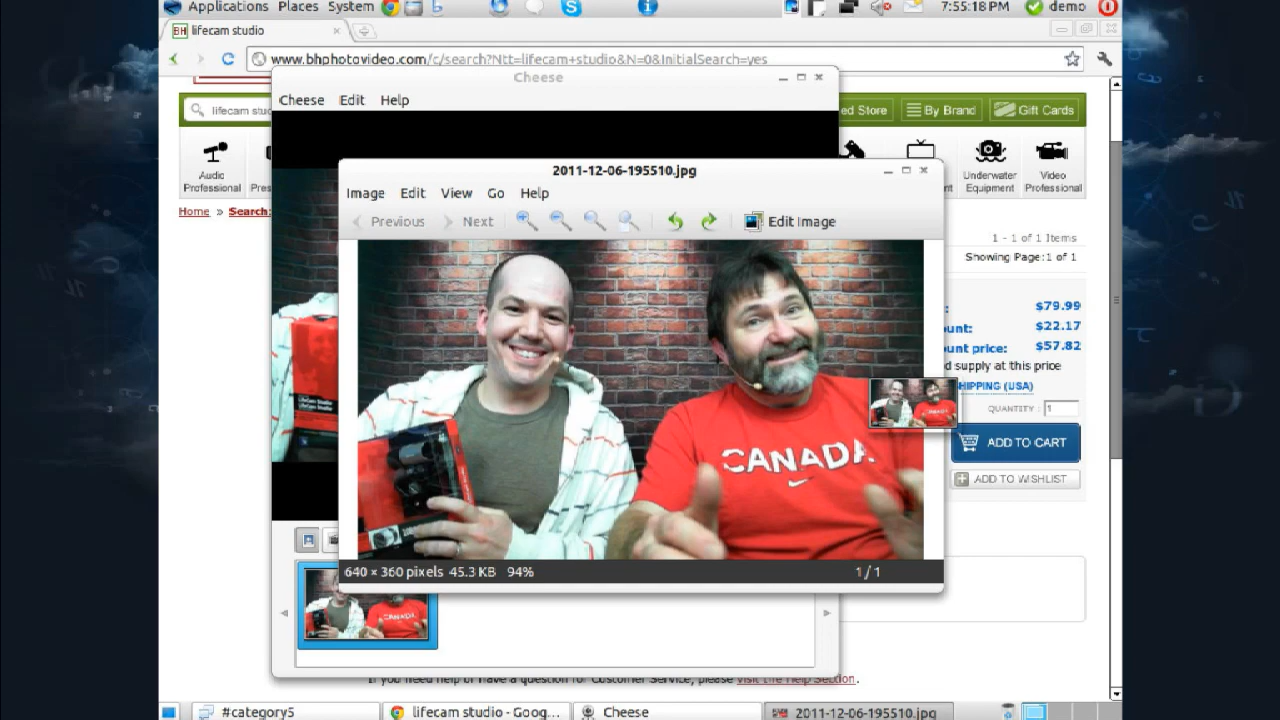 Applications Places System
7:55:18 PM demo
BH lifecam studio
www.bhphotovideo.com/c/search?Ntt=lifecam+studio&N=0&InitialSearch=yes
Cheese
Cheese Edit Help
lifecam
ed Store By Brand Gift Cards
2011-12-06-195510.jpg
Audio
Professional
Underwater
Equipment
Video
Professional
Image Edit View Go Help
Home » Search:
Previous Next Edit Image
1 - 1 of 1 Items
Showing Page:1 of 1
$79.99
$22.17
$57.82
unt price:
d supply at this price
SHIPPING (USA)
QUANTITY : 1
ADD TO CART
ADD TO WISHLIST
CANADA
640 × 360 pixels 45.3 KB 94% 1 / 1
CANADA
If you need help or have a question for Customer Service, please Visit the Help Section.
#category5 lifecam studio - Goog... Cheese 2011-12-06-195510.jpg